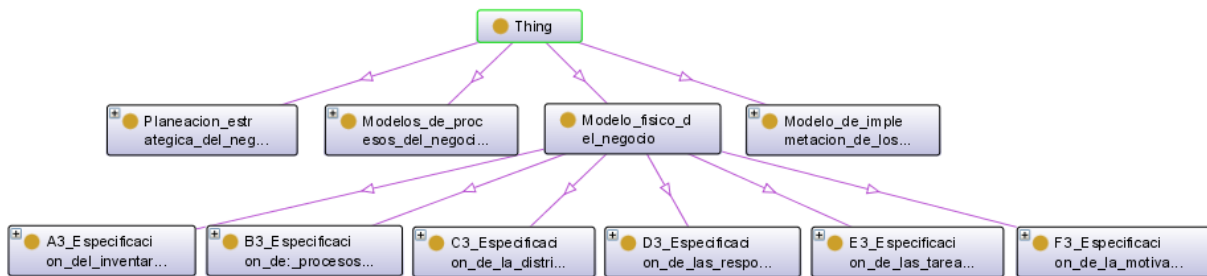 Thing
Planeacion_estr
ategica_del_neg...
Modelos_de_proc
esos_del_negoci...
Modelo_fisico_d
el_negocio
Modelo_de_imple
metacion_de_los...
A3_Especificaci
on_del_inventar...
B3_Especificaci
on_de:_procesos...
C3_Especificaci
on_de_la_distri...
D3_Especificaci
on_de_las_respo...
E3_Especificaci
on_de_las_tarea...
F3_Especificaci
on_de_la_motiva...